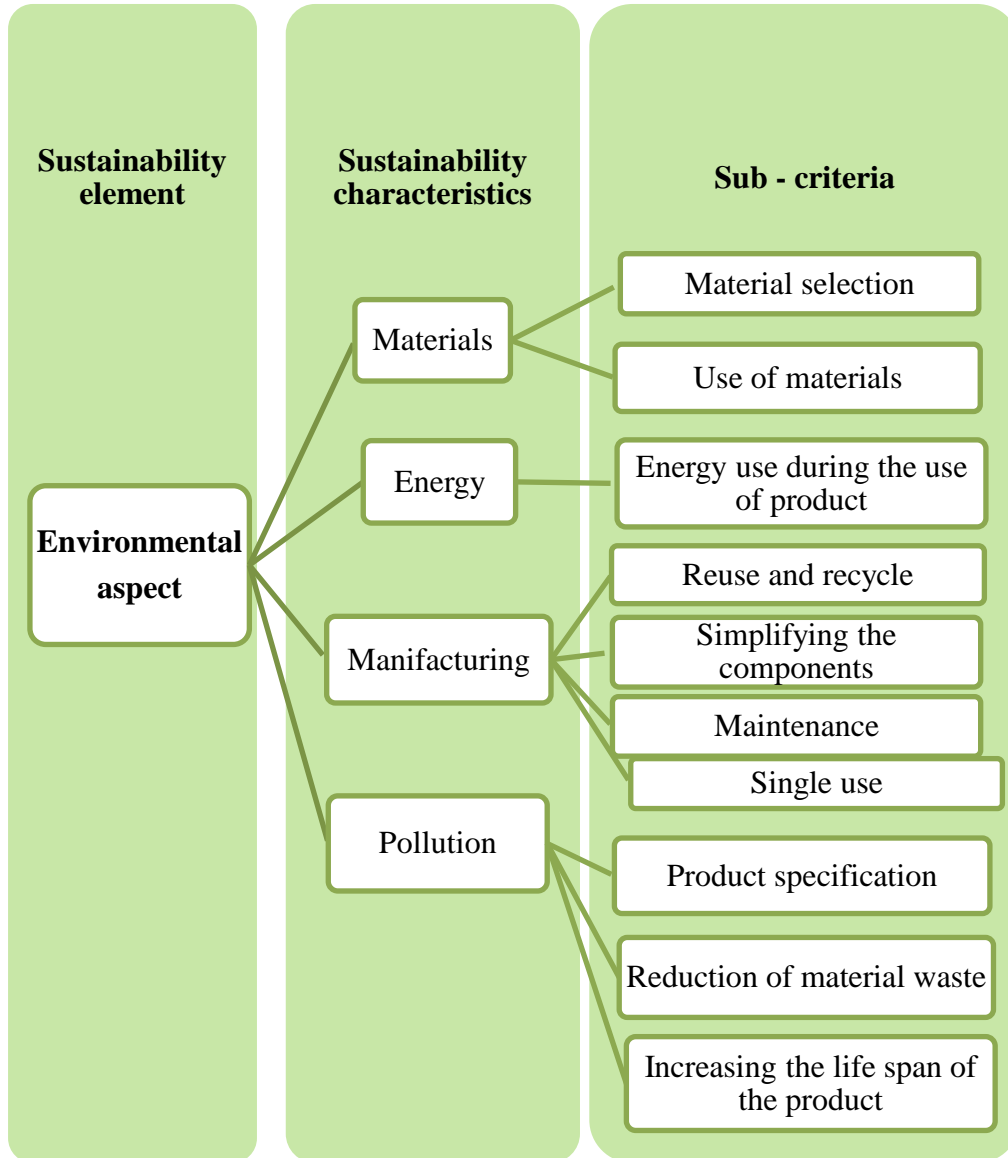 Sustainability
element
Sustainability
characteristics
Sub - criteria
Environmental
aspect
Materials
Energy
Manifacturing
Pollution
Material selection
Use of materials
Energy use during the use
of product
Reuse and recycle
Simplifying the
components
Maintenance
Single use
Product specification
Reduction of material waste
Increasing the life span of
the product